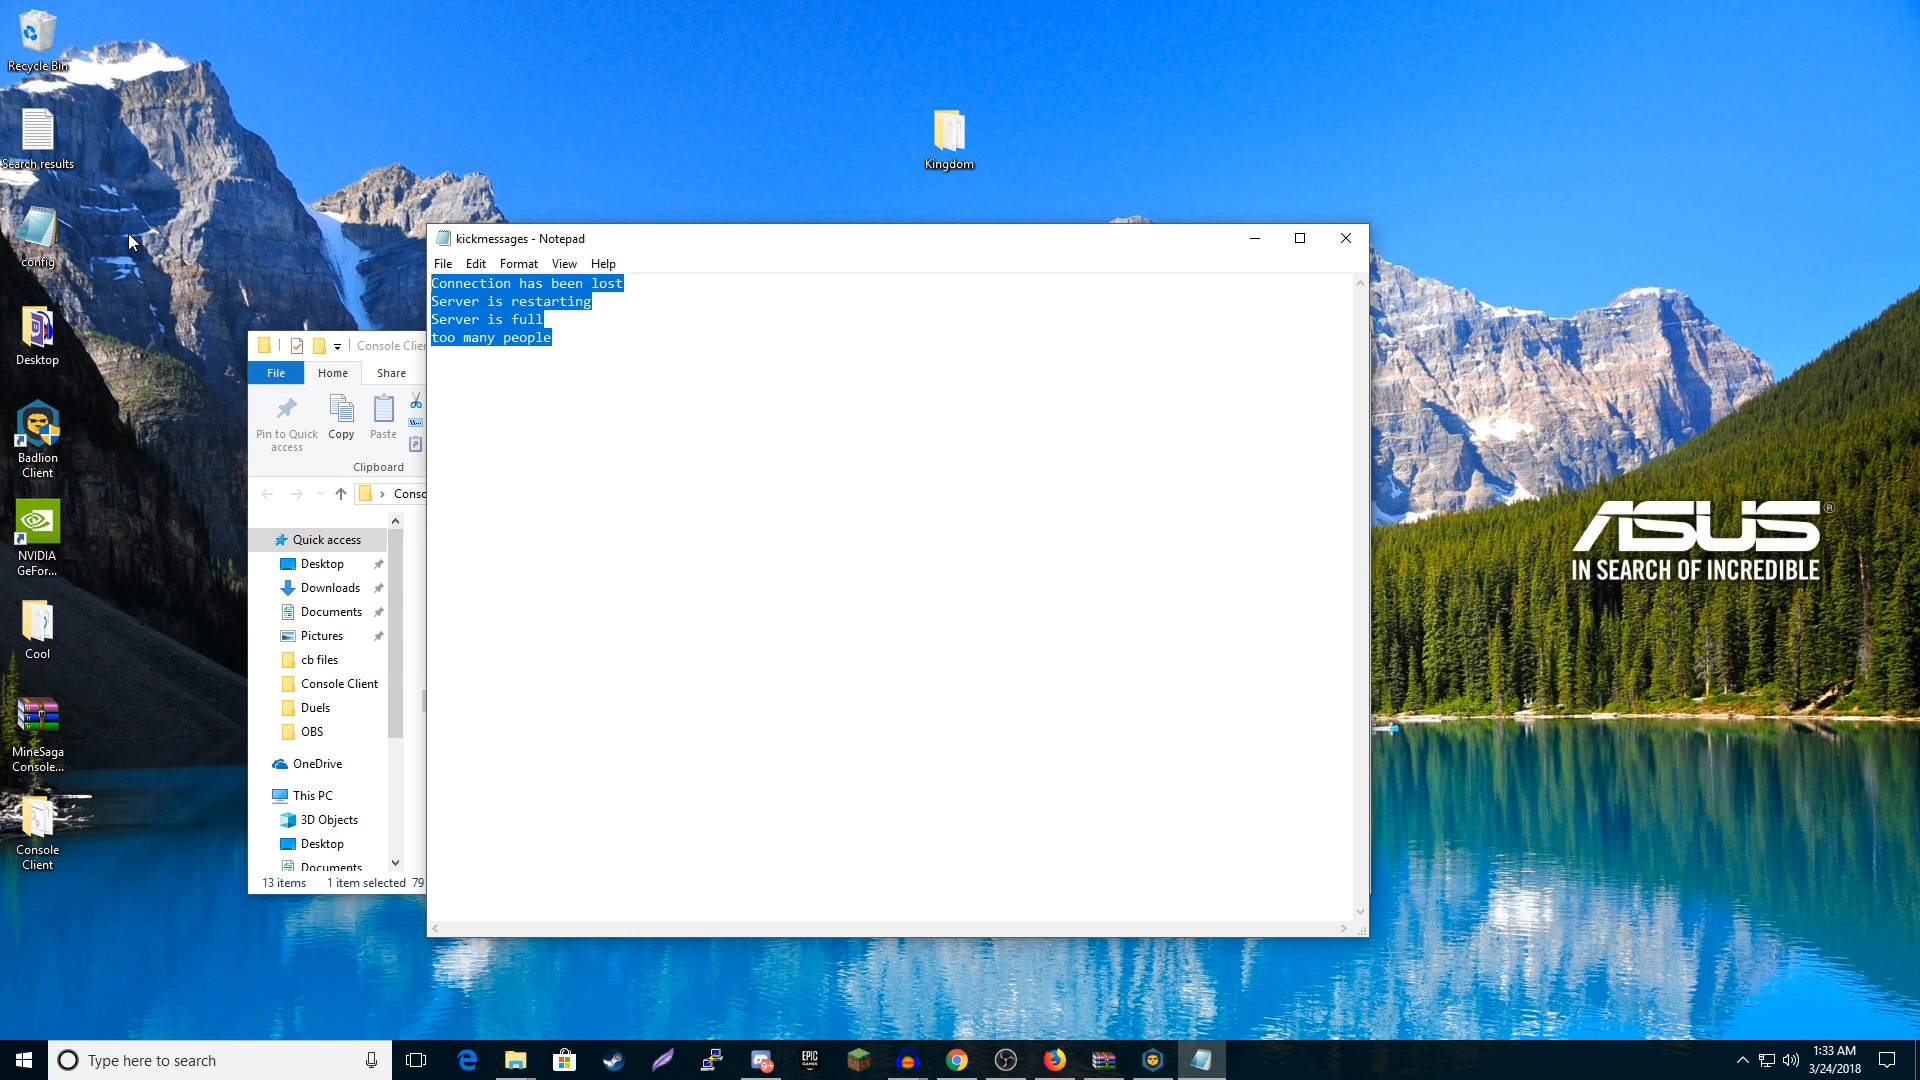 Recycle Bin
Search results
config
Desktop
Badlion
Client
NVIDIA
GeFor...
Cool
MineSaga
Console...
Console
Client
Kingdom
kickmessages - Notepad
File Edit Format View Help
Connection has been lost
Server is restarting
Server is full
too many people
Console Clie
File Home Share
Pin to Quick
access
Copy Paste
Clipboard
Conso
Quick access
Desktop
Downloads
Documents
Pictures
cb files
Console Client
Duels
OBS
OneDrive
This PC
3D Objects
Desktop
Documents
13 items 1 item selected 79
ASUS®
IN SEARCH OF INCREDIBLE
Type here to search
9+
EPIC
GAMES
1:33 AM
3/24/2018